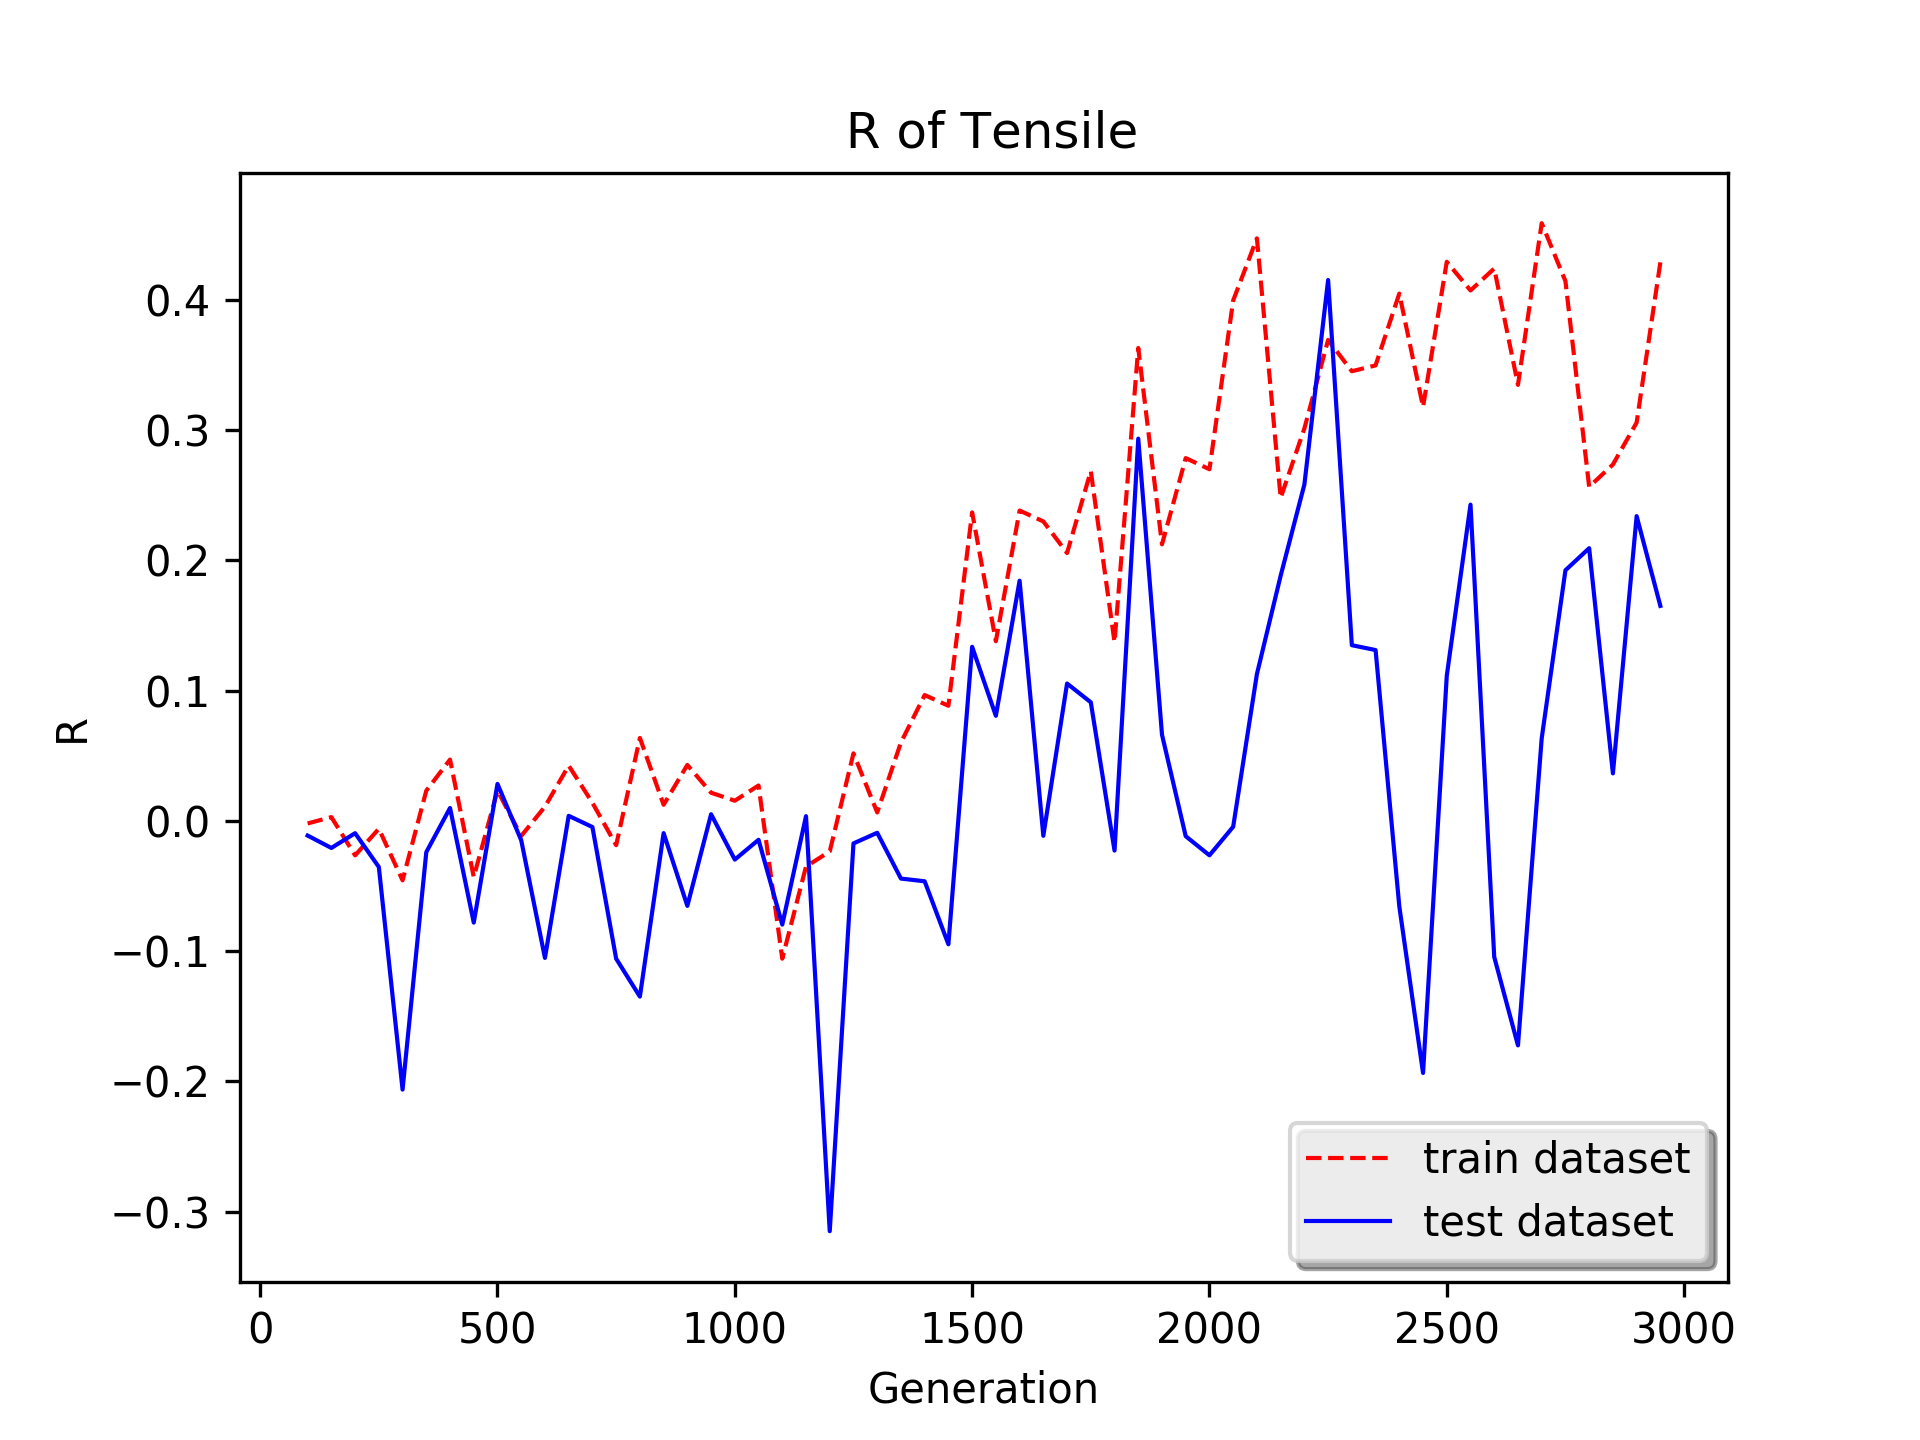 R of Tensile
0.4
0.3
0.2
0.1
0.0
−0.1
−0.2
−0.3
R
0 500 1000 1500 2000 2500 3000
Generation
train dataset
test dataset